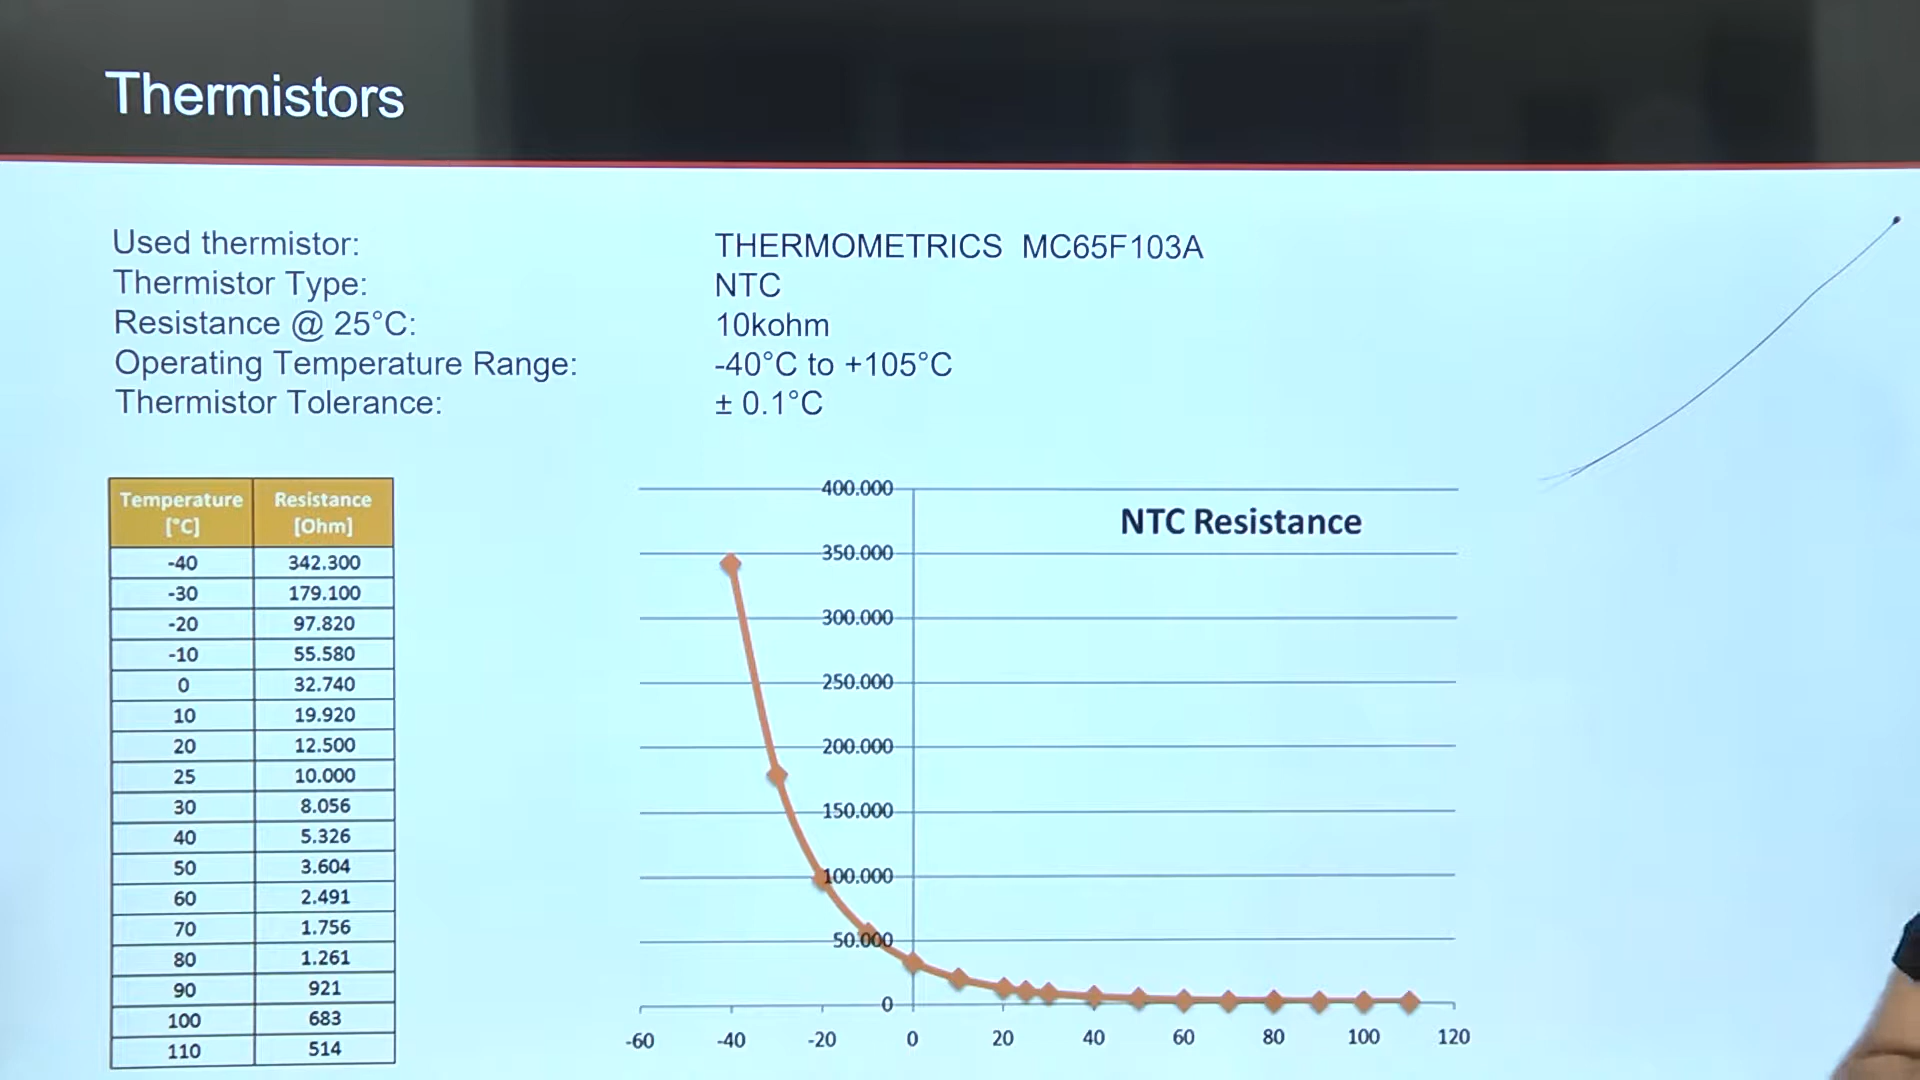 Thermistors
Used thermistor: THERMOMETRICS MC65F103A
Thermistor Type: NTC
Resistance @ 25°C: 10kohm
Operating Temperature Range: -40°C to +105°C
Thermistor Tolerance: ± 0.1°C
Temperature [°C] Resistance [Ohm]
-40 342.300
-30 179.100
-20 97.820
-10 55.580
0 32.740
10 19.920
20 12.500
25 10.000
30 8.056
40 5.326
50 3.604
60 2.491
70 1.756
80 1.261
90 921
100 683
110 514
NTC Resistance
400.000
350.000
300.000
250.000
200.000
150.000
100.000
50.000
0
-60 -40 -20 0 20 40 60 80 100 120